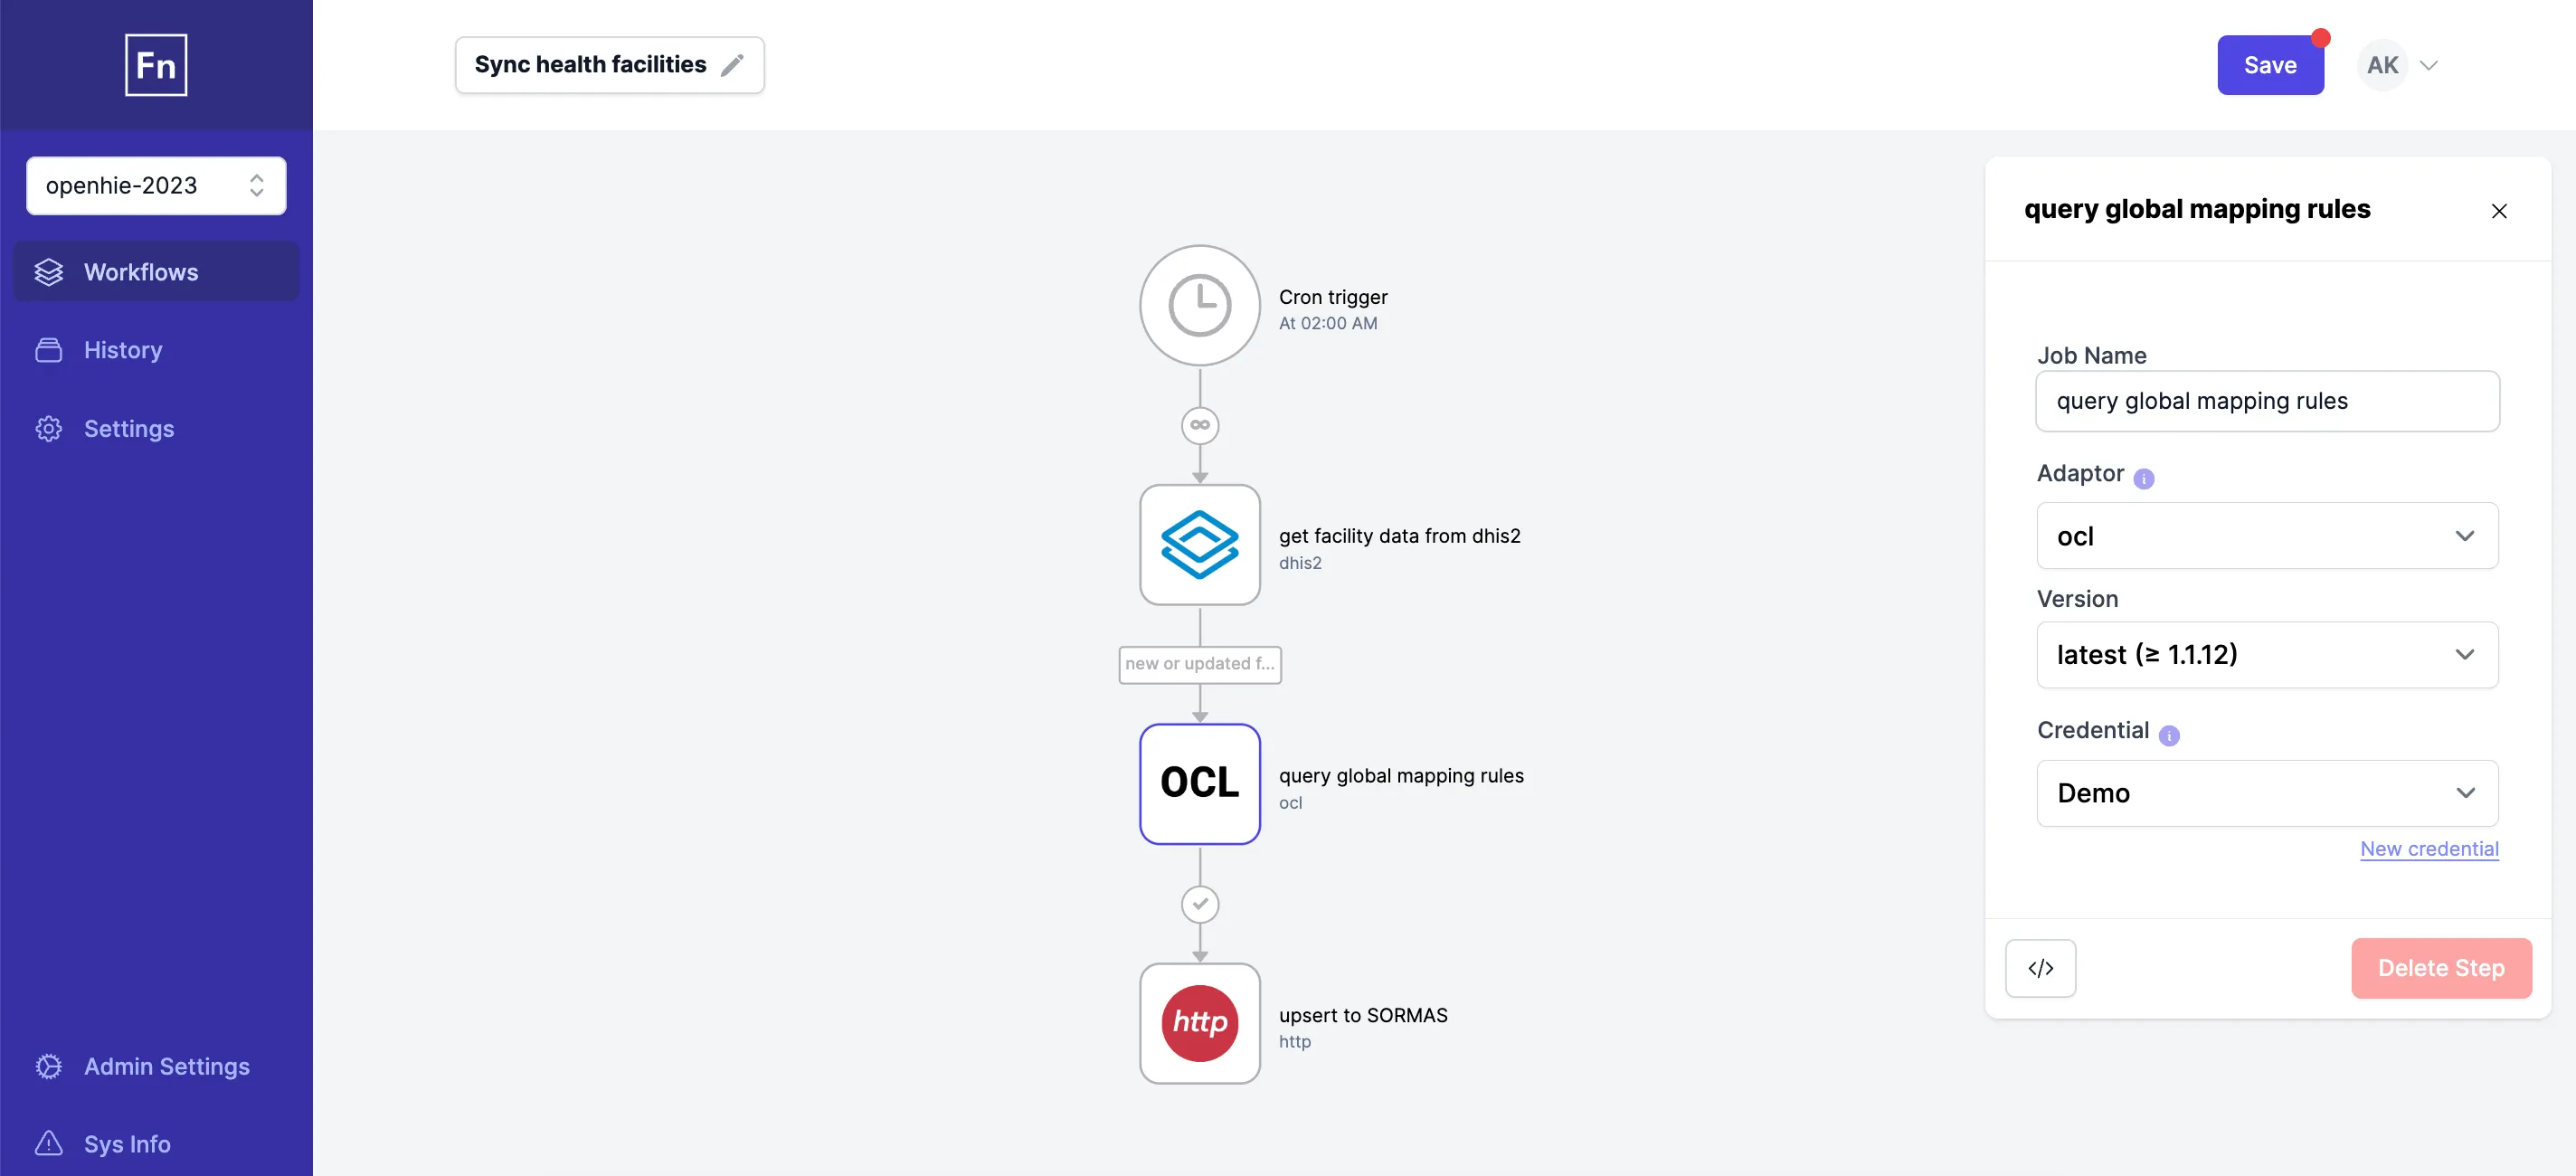 Fn
Sync health facilities
Save
AK
openhie-2023
Workflows
History
Settings
Admin Settings
Sys Info
Cron trigger
At 02:00 AM
get facility data from dhis2
dhis2
new or updated f...
OCL
query global mapping rules
ocl
http
upsert to SORMAS
http
query global mapping rules
Job Name
query global mapping rules
Adaptor i
ocl
Version
latest (≥ 1.1.12)
Credential i
Demo
New credential
</>
Delete Step